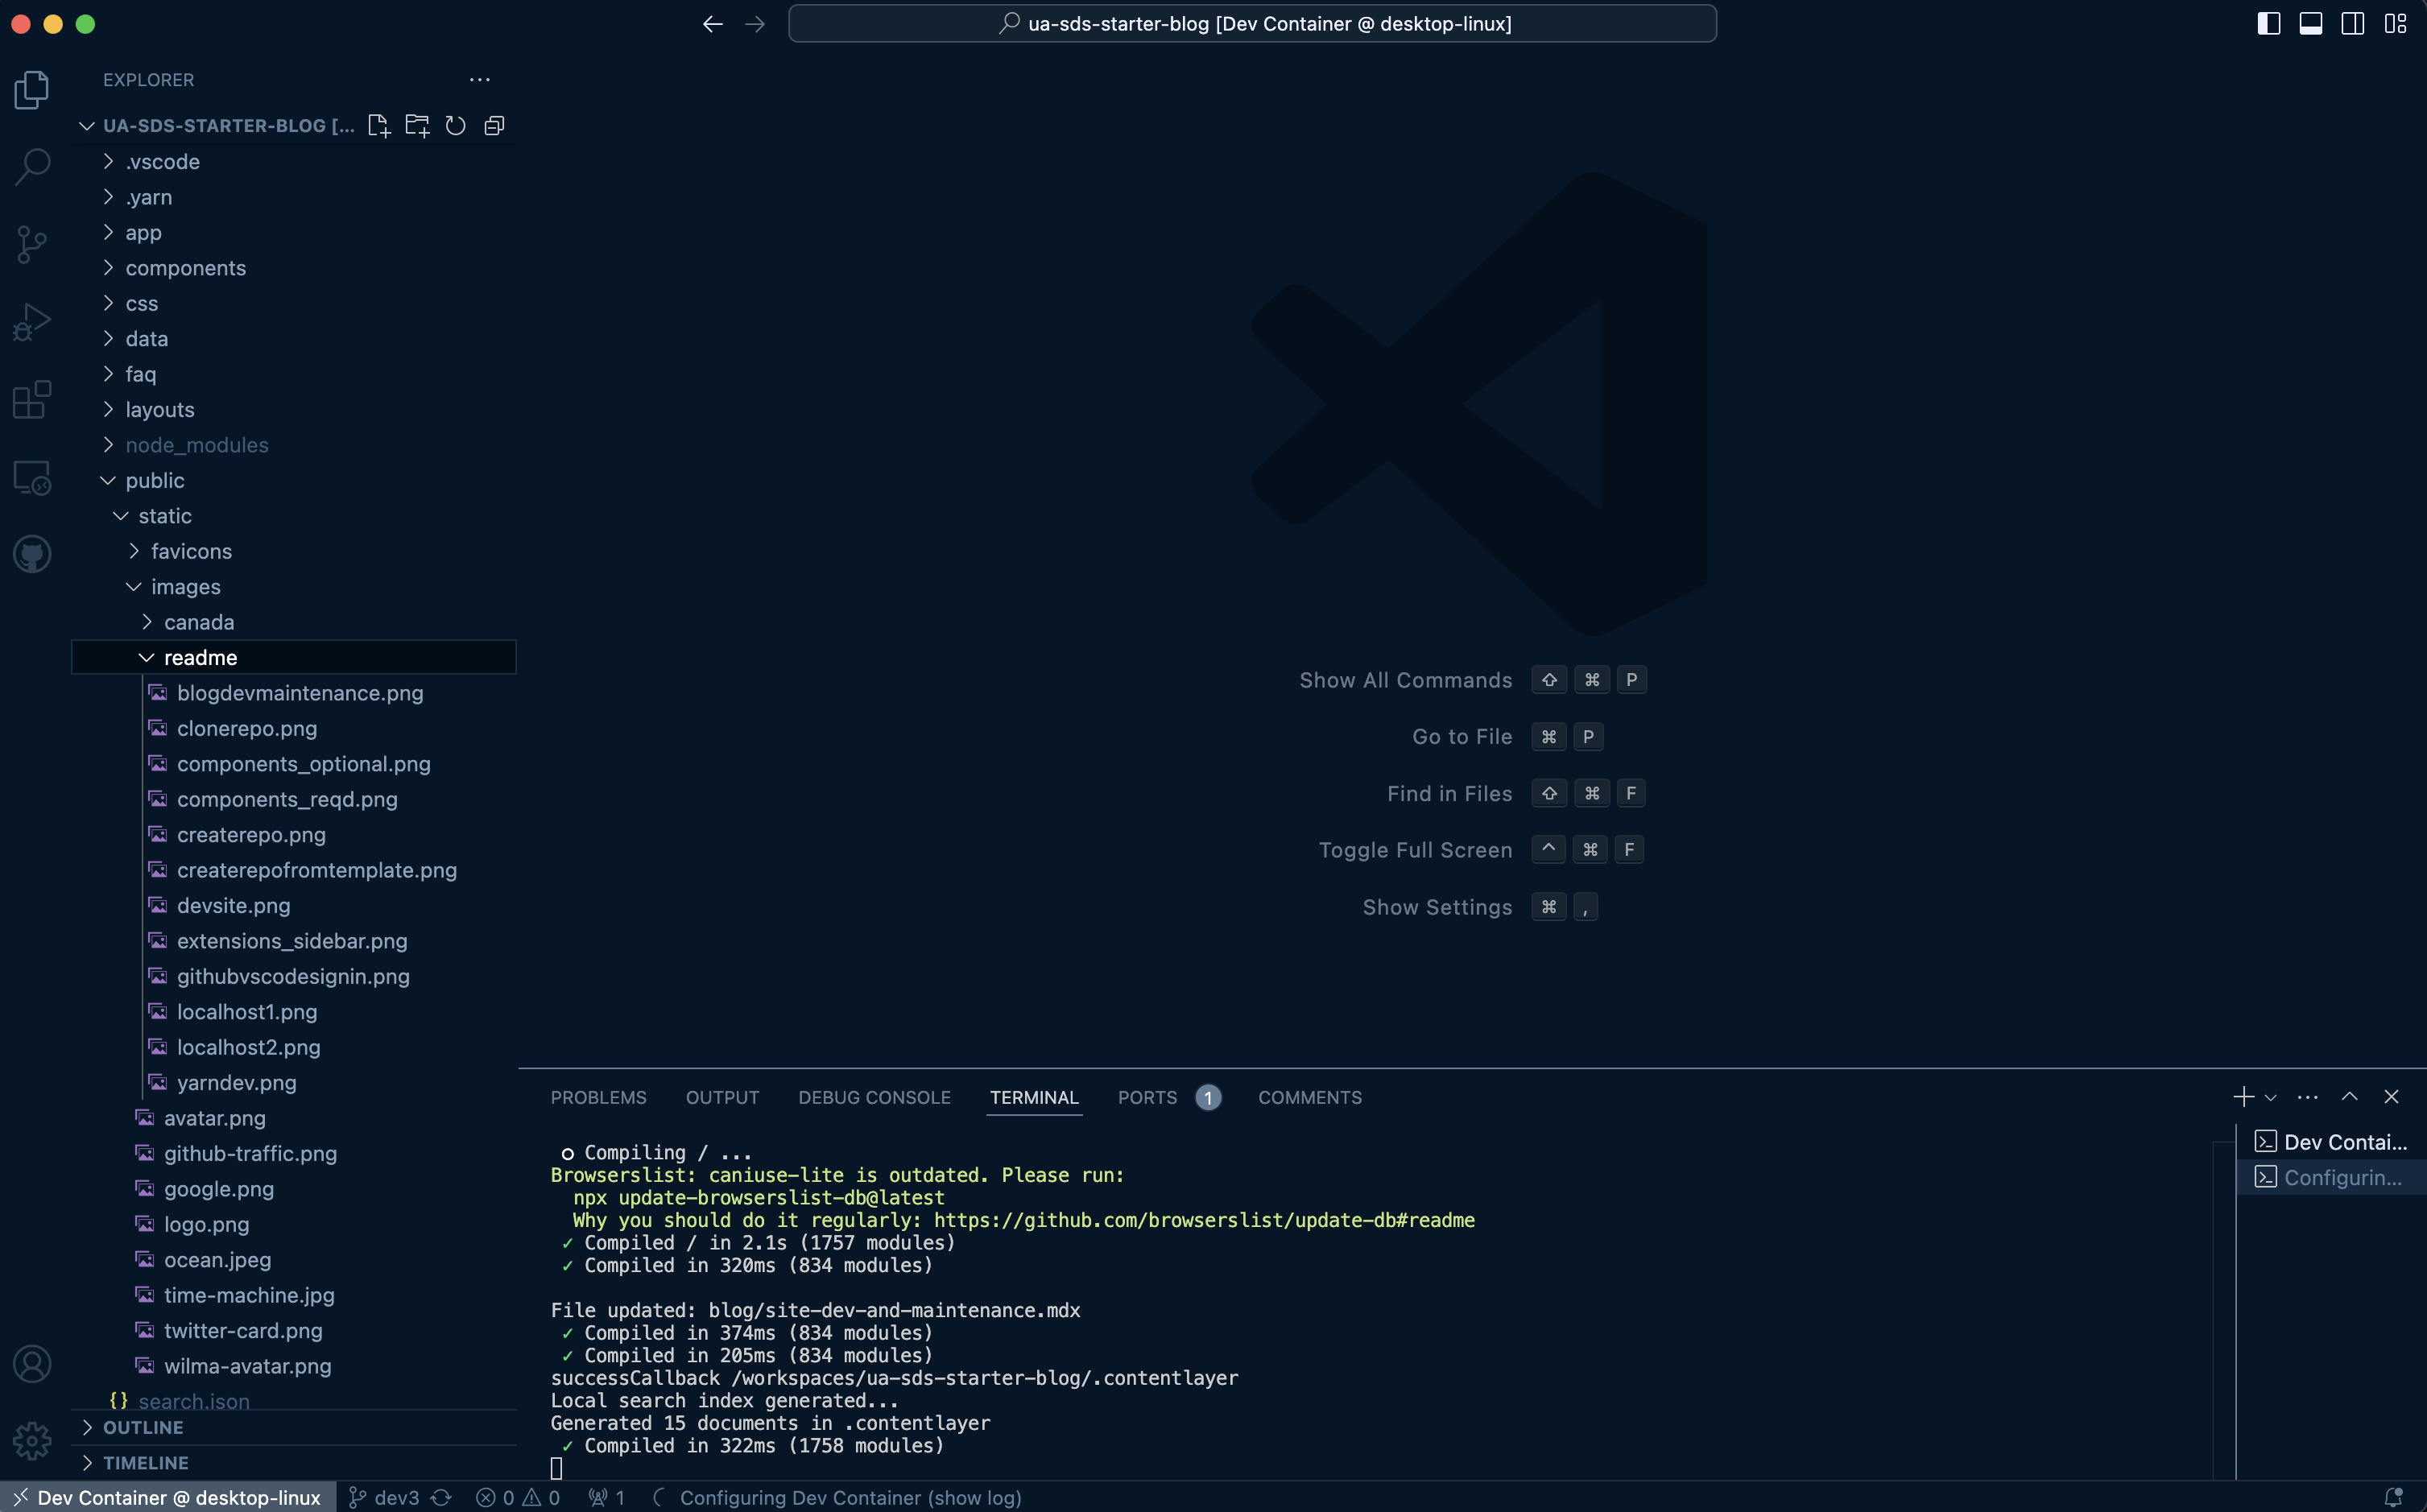 ua-sds-starter-blog [Dev Container @ desktop-linux]
EXPLORER
UA-SDS-STARTER-BLOG [...
.vscode
.yarn
app
components
css
data
faq
layouts
node_modules
public
static
favicons
images
canada
readme
blogdevmaintenance.png
clonerepo.png
components_optional.png
components_reqd.png
createrepo.png
createrepofromtemplate.png
devsite.png
extensions_sidebar.png
githubvscodesignin.png
localhost1.png
localhost2.png
yarndev.png
avatar.png
github-traffic.png
google.png
logo.png
ocean.jpeg
time-machine.jpg
twitter-card.png
wilma-avatar.png
{} search.json
OUTLINE
TIMELINE
Show All Commands ⇧ ⌘ P
Go to File ⌘ P
Find in Files ⇧ ⌘ F
Toggle Full Screen ^ ⌘ F
Show Settings ⌘ ,
PROBLEMS OUTPUT DEBUG CONSOLE TERMINAL PORTS 1 COMMENTS
○ Compiling / ...
Browserslist: caniuse-lite is outdated. Please run:
npx update-browserslist-db@latest
Why you should do it regularly: https://github.com/browserslist/update-db#readme
✓ Compiled / in 2.1s (1757 modules)
✓ Compiled in 320ms (834 modules)
File updated: blog/site-dev-and-maintenance.mdx
✓ Compiled in 374ms (834 modules)
✓ Compiled in 205ms (834 modules)
successCallback /workspaces/ua-sds-starter-blog/.contentlayer
Local search index generated...
Generated 15 documents in .contentlayer
✓ Compiled in 322ms (1758 modules)
Dev Contai...
Configurin...
Dev Container @ desktop-linux dev3 0 0 1 Configuring Dev Container (show log)